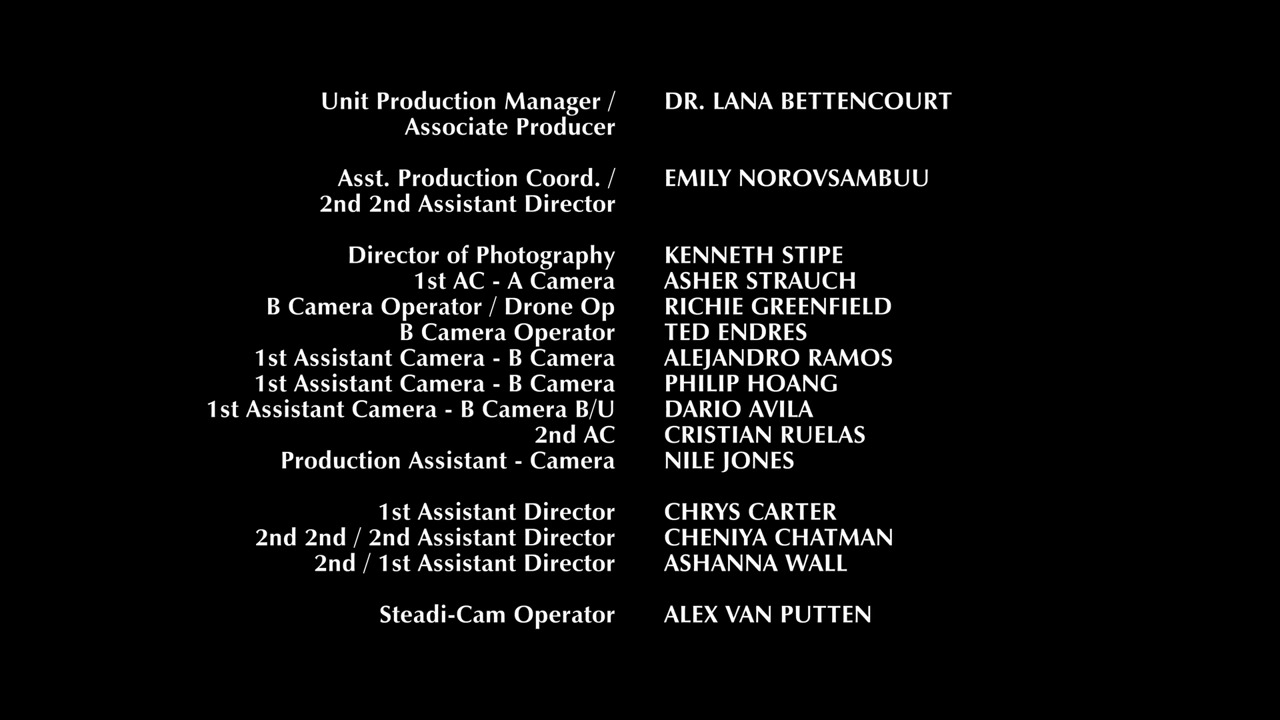 Unit Production Manager / DR. LANA BETTENCOURT
Associate Producer
Asst. Production Coord. / EMILY NOROVSAMBUU
2nd 2nd Assistant Director
Director of Photography KENNETH STIPE
1st AC - A Camera ASHER STRAUCH
B Camera Operator / Drone Op RICHIE GREENFIELD
B Camera Operator TED ENDRES
1st Assistant Camera - B Camera ALEJANDRO RAMOS
1st Assistant Camera - B Camera PHILIP HOANG
1st Assistant Camera - B Camera B/U DARIO AVILA
2nd AC CRISTIAN RUELAS
Production Assistant - Camera NILE JONES
1st Assistant Director CHRYS CARTER
2nd 2nd / 2nd Assistant Director CHENIYA CHATMAN
2nd / 1st Assistant Director ASHANNA WALL
Steadi-Cam Operator ALEX VAN PUTTEN